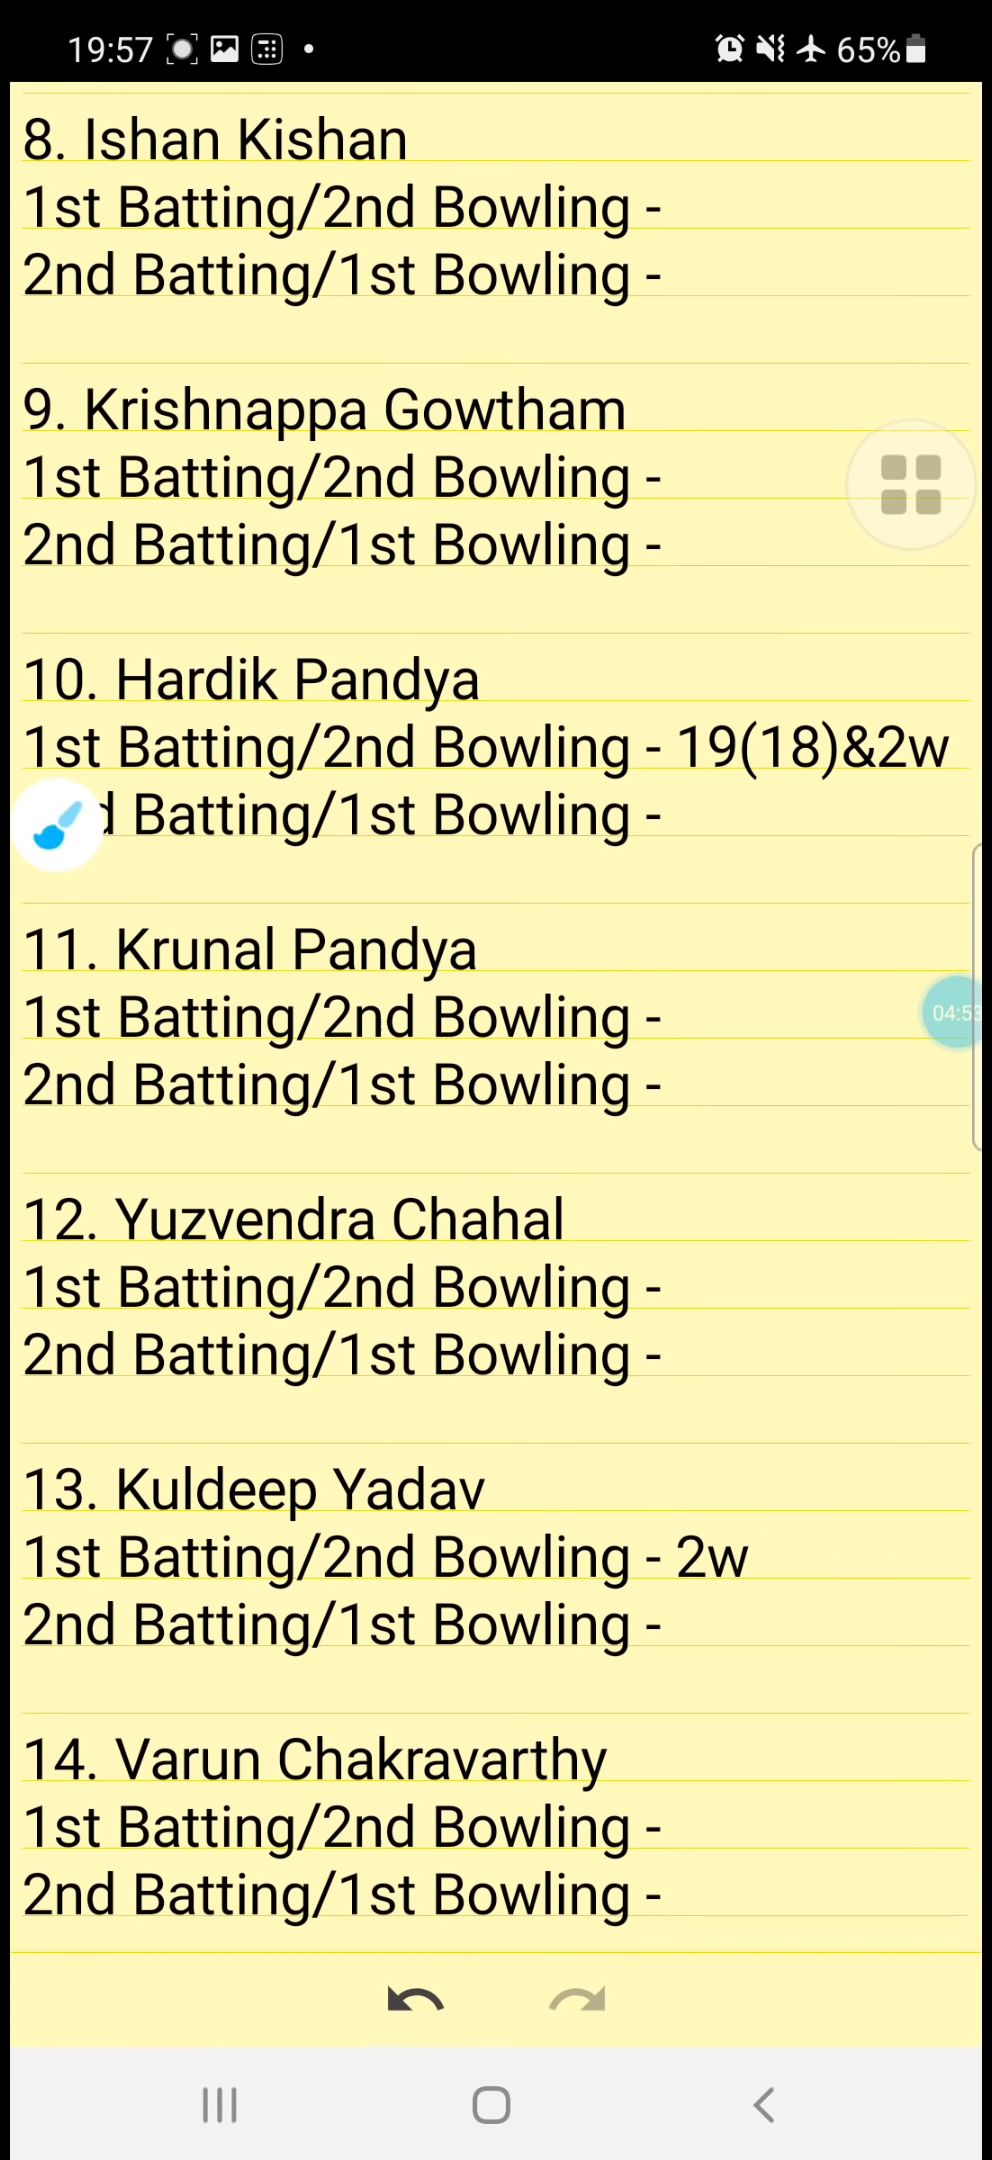 19:57
65%
8. Ishan Kishan
1st Batting/2nd Bowling -
2nd Batting/1st Bowling -
9. Krishnappa Gowtham
1st Batting/2nd Bowling -
2nd Batting/1st Bowling -
10. Hardik Pandya
1st Batting/2nd Bowling - 19(18)&2w
d Batting/1st Bowling -
11. Krunal Pandya
1st Batting/2nd Bowling -
04:53
2nd Batting/1st Bowling -
12. Yuzvendra Chahal
1st Batting/2nd Bowling -
2nd Batting/1st Bowling -
13. Kuldeep Yadav
1st Batting/2nd Bowling - 2w
2nd Batting/1st Bowling -
14. Varun Chakravarthy
1st Batting/2nd Bowling -
2nd Batting/1st Bowling -